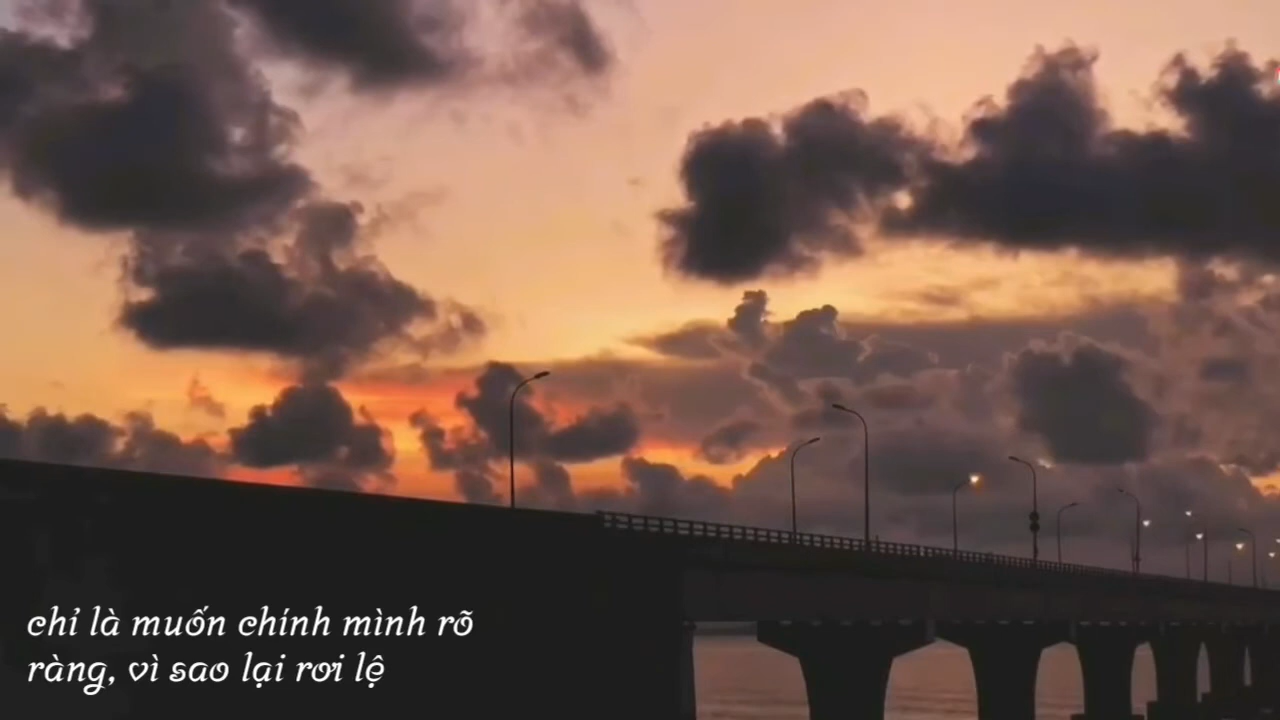 chỉ là muốn chính mình rõ
ràng, vì sao lại rơi lệ